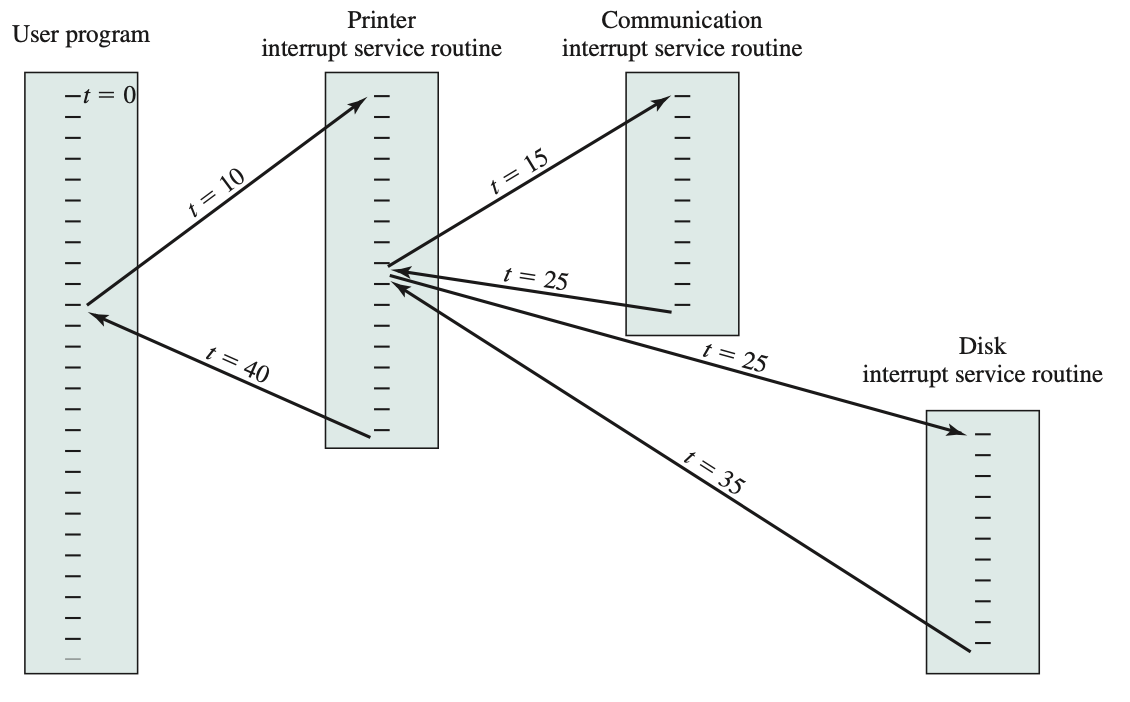 User program
Printer
interrupt service routine
Communication
interrupt service routine
t = 0
t = 10
t = 15
t = 25
t = 40
t = 25
Disk
interrupt service routine
t = 35